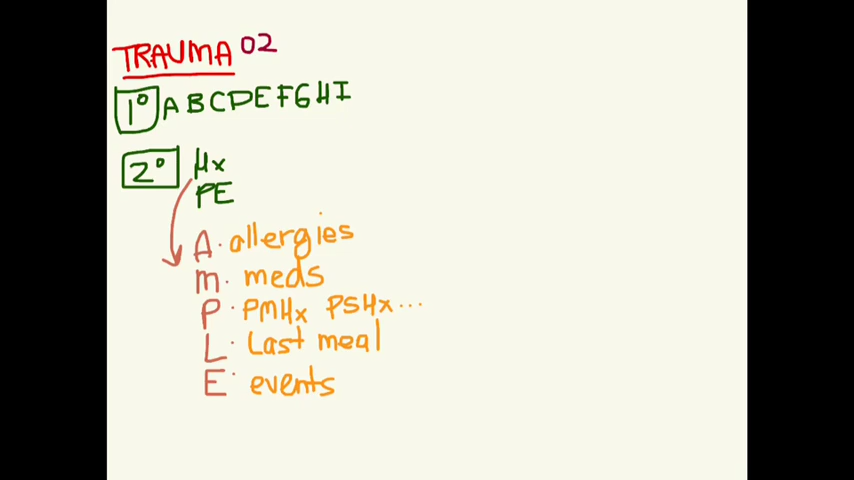 TRAUMA 02
1° ABCDEFGHI
2° Hx
PE
A. allergies
M. meds
P. PMHx PSHx...
L. Last meal
E. events